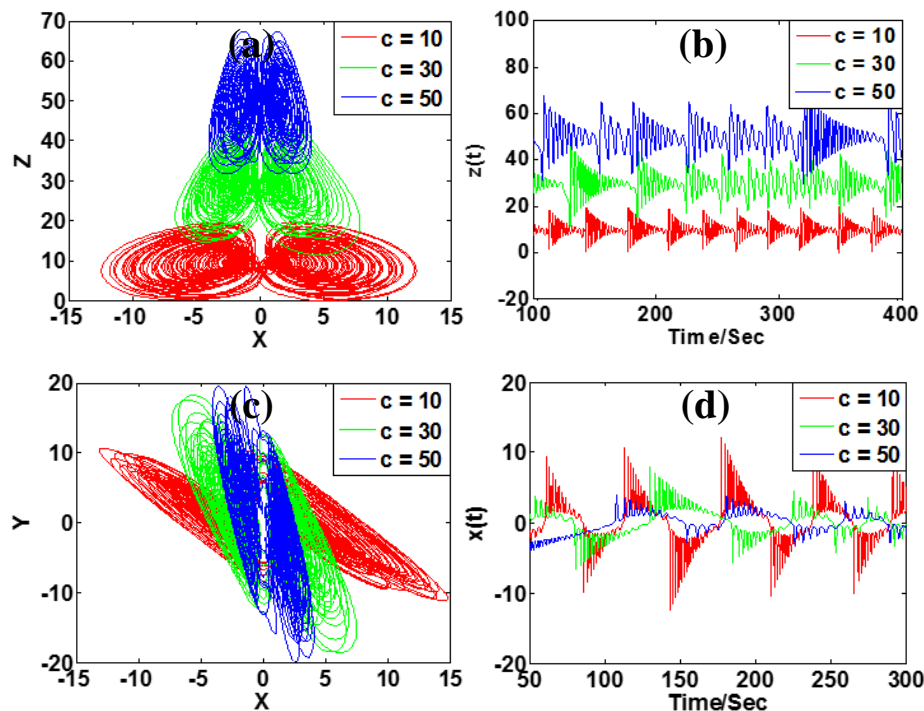 (a)
c = 10
c = 30
c = 50
70
60
50
40
30
20
10
0
Z
-15
-10
-5
0
5
10
15
X
(b)
c = 10
c = 30
c = 50
100
80
60
40
20
0
-20
z(t)
100
200
300
400
Time/Sec
(c)
c = 10
c = 30
c = 50
20
10
0
-10
-20
Y
-15
-10
-5
0
5
10
15
X
(d)
c = 10
c = 30
c = 50
20
10
0
-10
-20
x(t)
50
100
150
200
250
300
Time/Sec